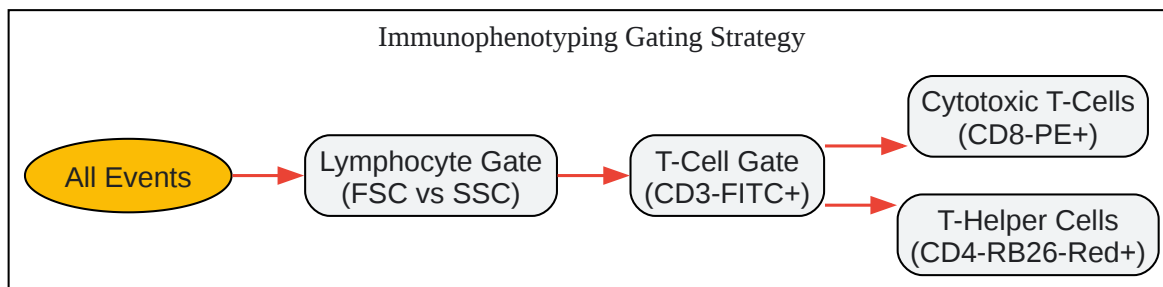 Immunophenotyping Gating Strategy
All Events
Lymphocyte Gate
(FSC vs SSC)
T-Cell Gate
(CD3-FITC+)
Cytotoxic T-Cells
(CD8-PE+)
T-Helper Cells
(CD4-RB26-Red+)